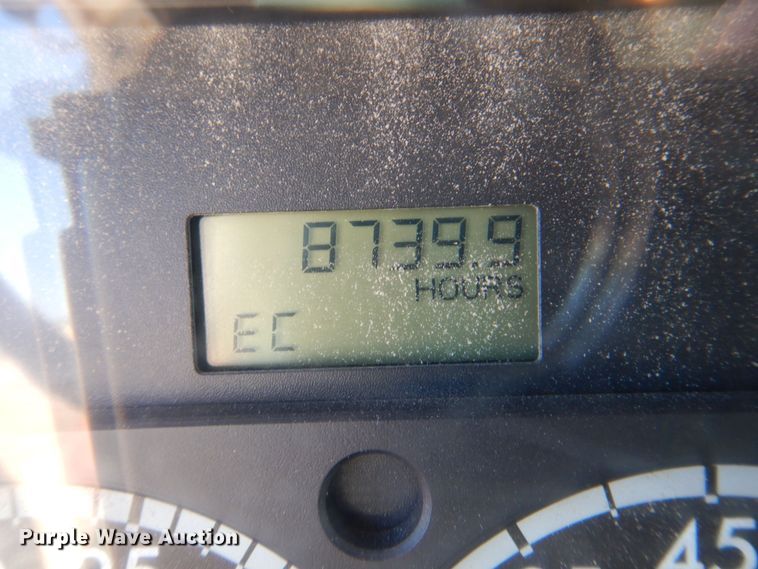 8739.9
HOURS
EC
45
Purple Wave Auction